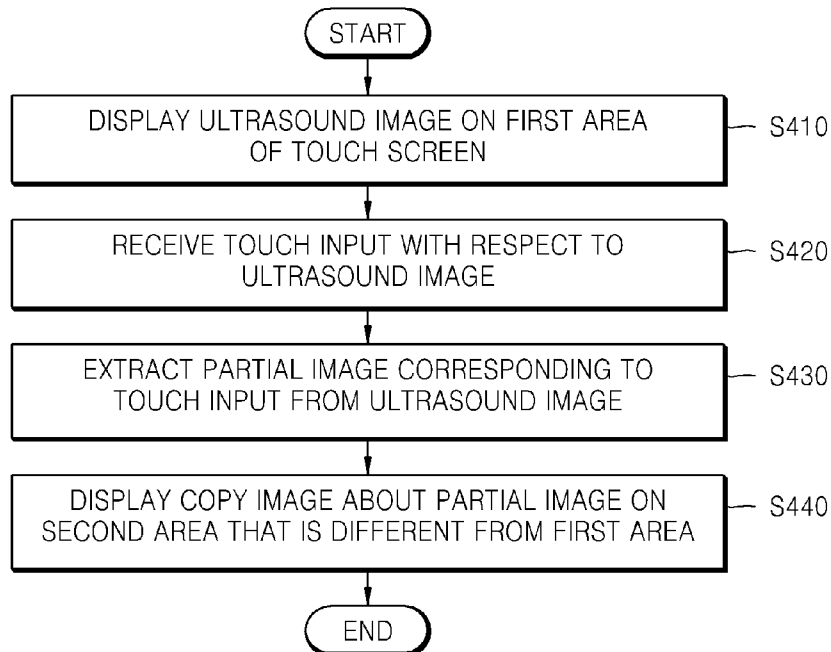 START
DISPLAY ULTRASOUND IMAGE ON FIRST AREA
OF TOUCH SCREEN
S410
RECEIVE TOUCH INPUT WITH RESPECT TO
ULTRASOUND IMAGE
S420
EXTRACT PARTIAL IMAGE CORRESPONDING TO
TOUCH INPUT FROM ULTRASOUND IMAGE
S430
DISPLAY COPY IMAGE ABOUT PARTIAL IMAGE ON
SECOND AREA THAT IS DIFFERENT FROM FIRST AREA
S440
END